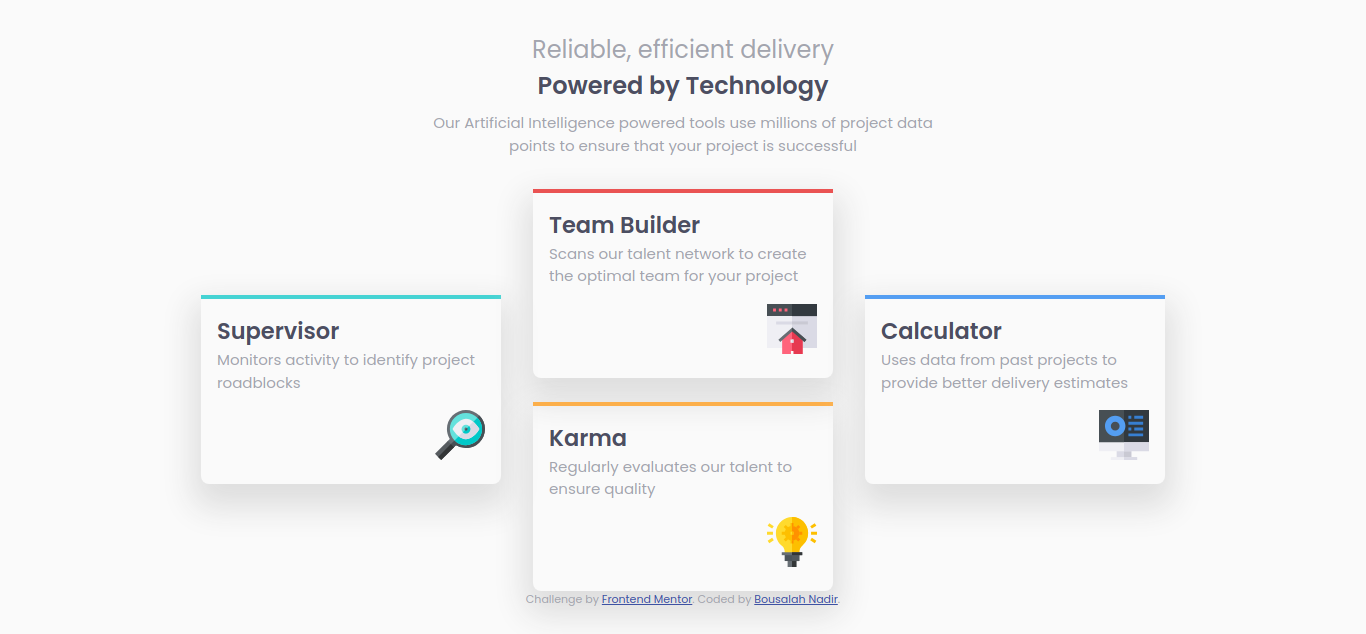 Reliable, efficient delivery
Powered by Technology
Our Artificial Intelligence powered tools use millions of project data
points to ensure that your project is successful
Supervisor
Monitors activity to identify project
roadblocks
Team Builder
Scans our talent network to create
the optimal team for your project
Karma
Regularly evaluates our talent to
ensure quality
Calculator
Uses data from past projects to
provide better delivery estimates
Challenge by Frontend Mentor. Coded by Bousalah Nadir.